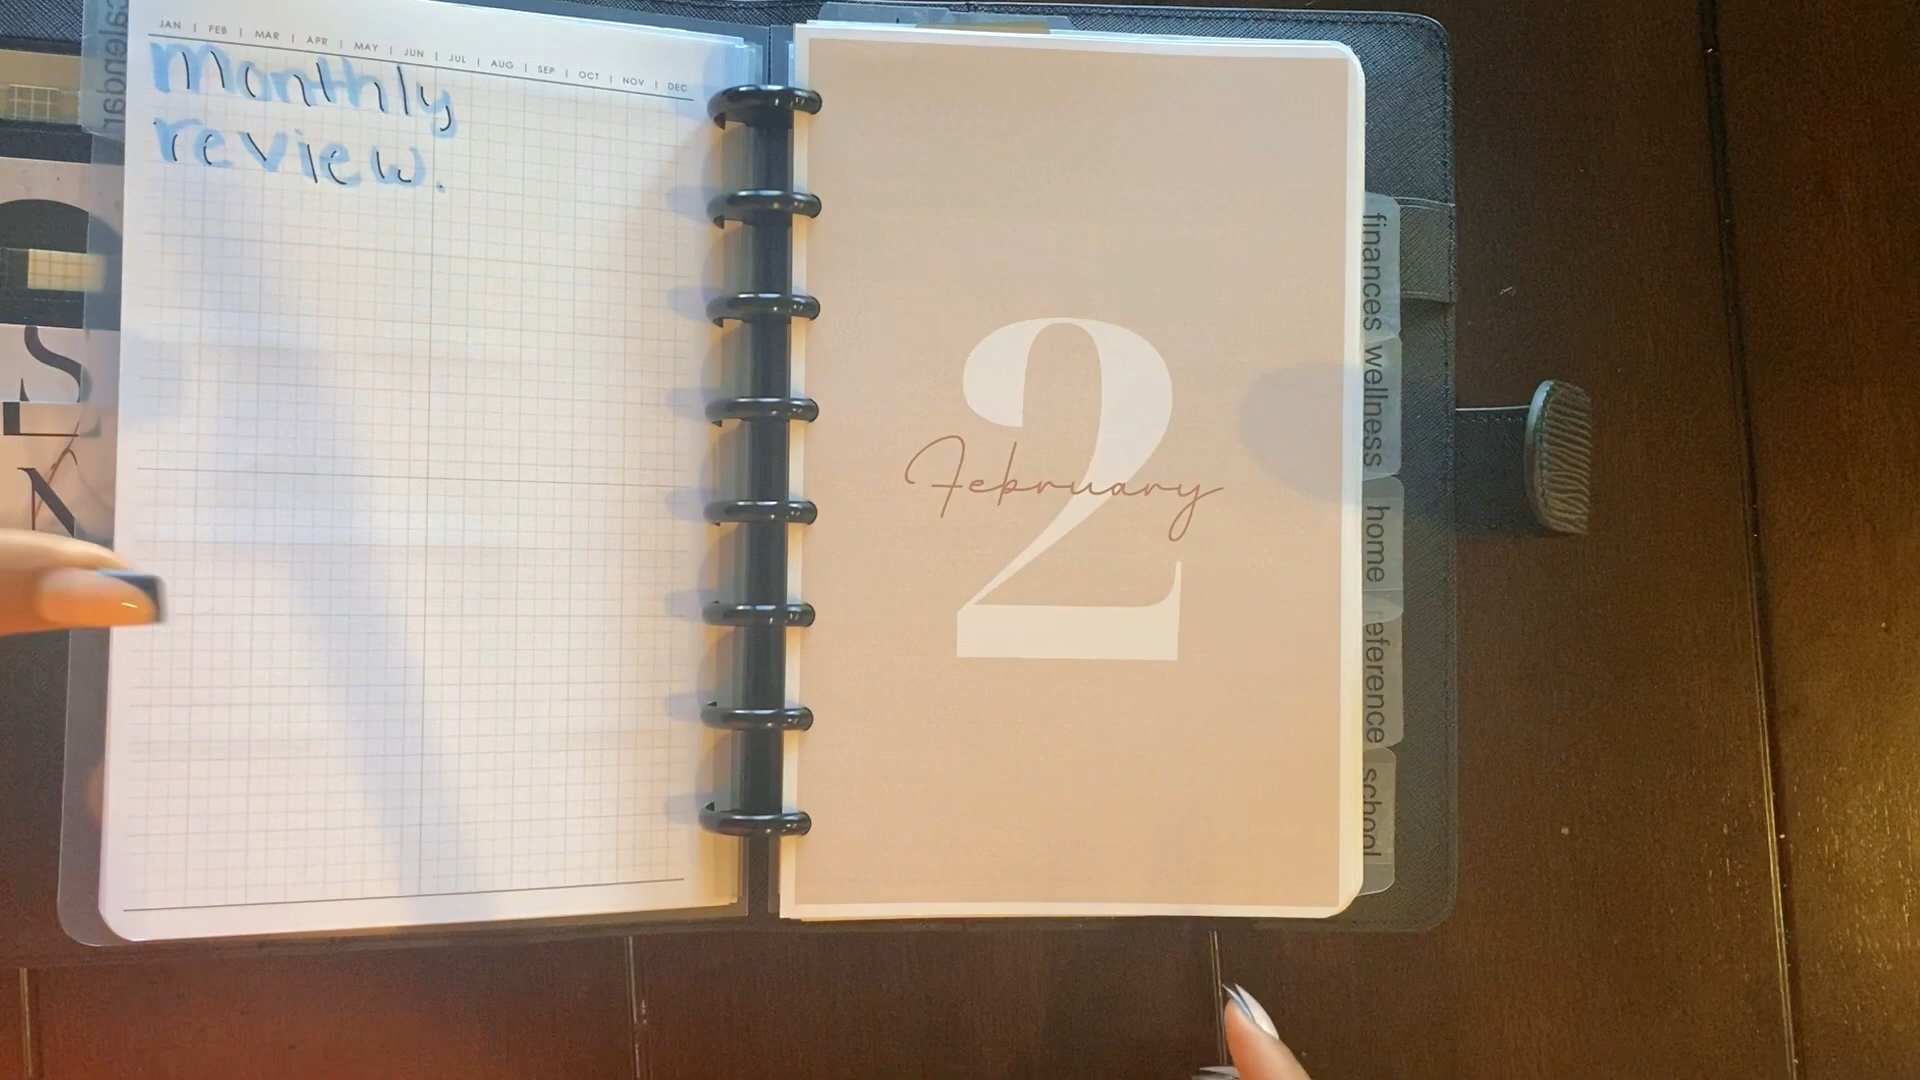 calendar
JAN | FEB | MAR | APR | MAY | JUN | JUL | AUG | SEP | OCT | NOV | DEC
monthly
review.
2
February
finances
wellness
home
reference
school